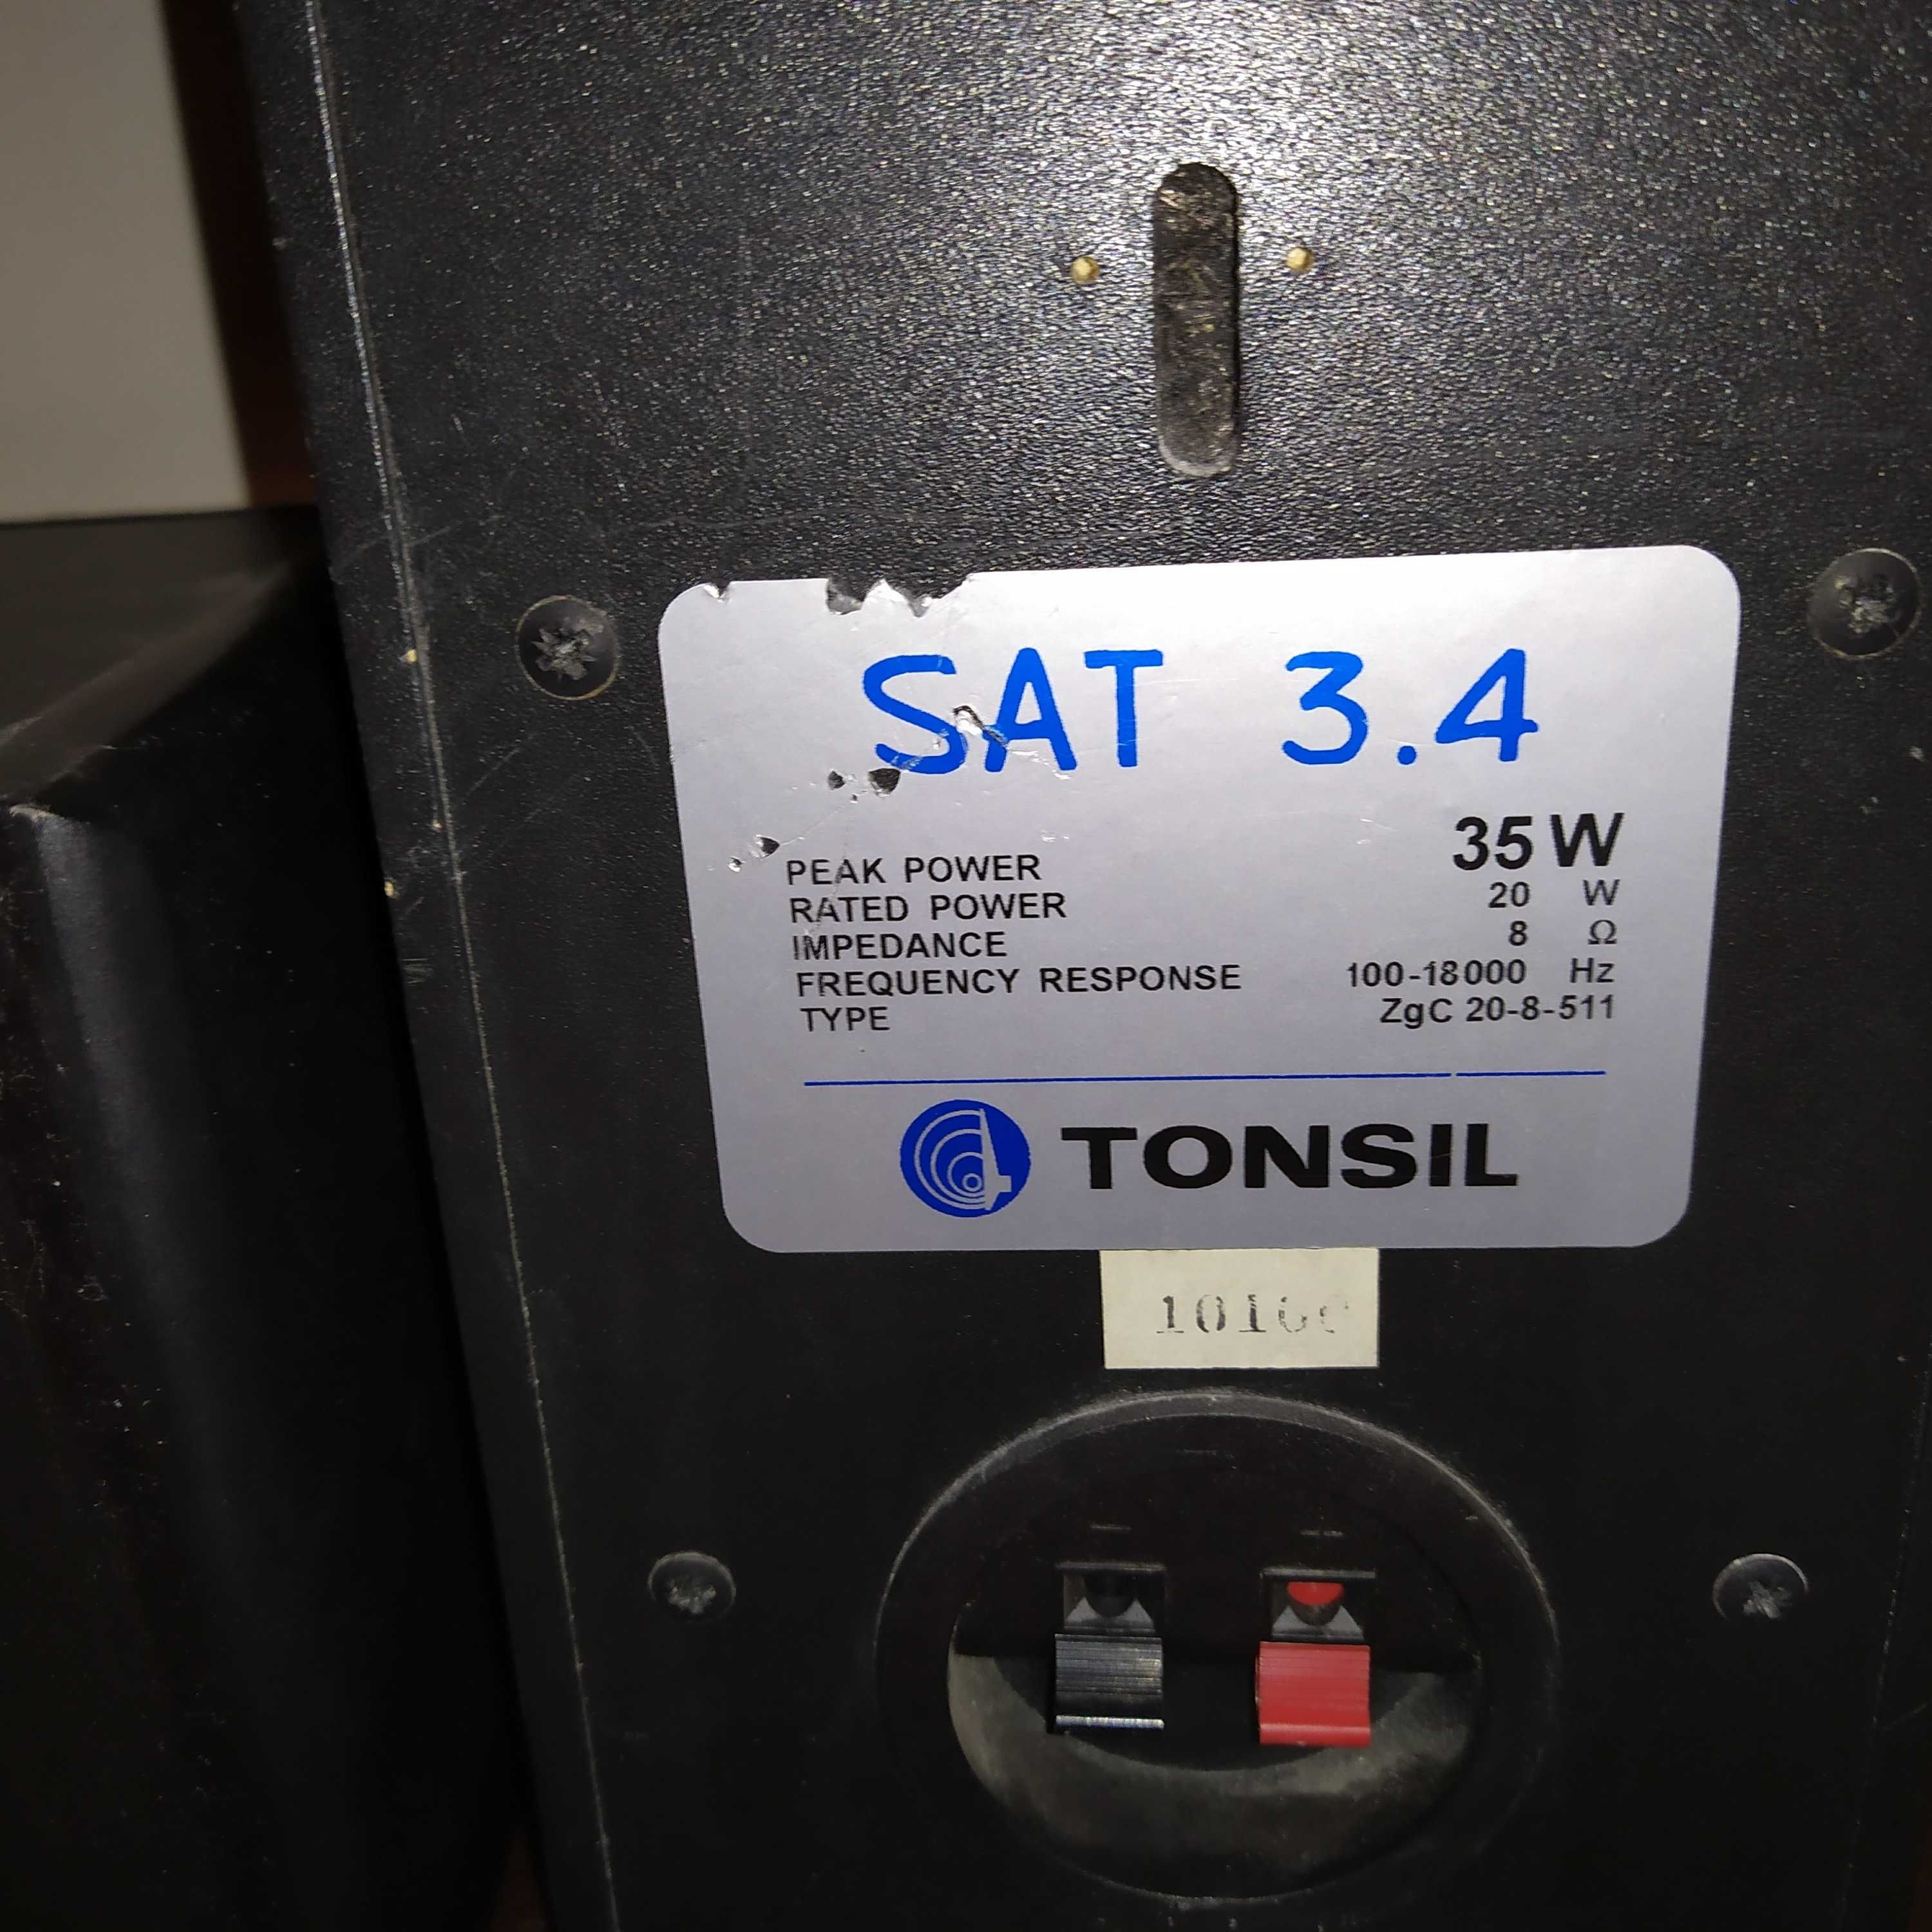 SAT 3.4
PEAK POWER 35 W
RATED POWER 20 W
IMPEDANCE 8 Ω
FREQUENCY RESPONSE 100-18000 Hz
TYPE ZgC 20-8-511
TONSIL